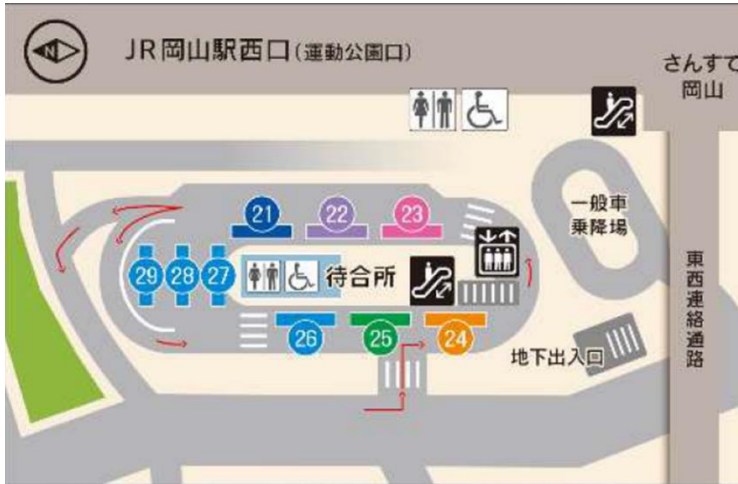 N
JR岡山駅西口(運動公園口)
さんすて
岡山
一般車
乗降場
21
22
23
29
28
27
待合所
26
25
24
地下出入口
東西連絡通路